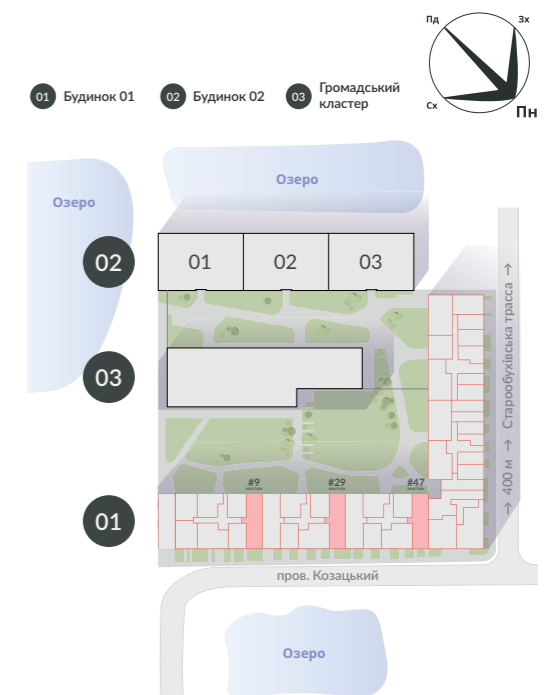 Пд
Зх
Сх
Пн
01 Будинок 01
02 Будинок 02
03 Громадський
кластер
Озеро
Озеро
02
01
02
03
03
→ 400 м → Старообухівська трасса →
#9
#29
#47
01
пров. Козацький
Озеро